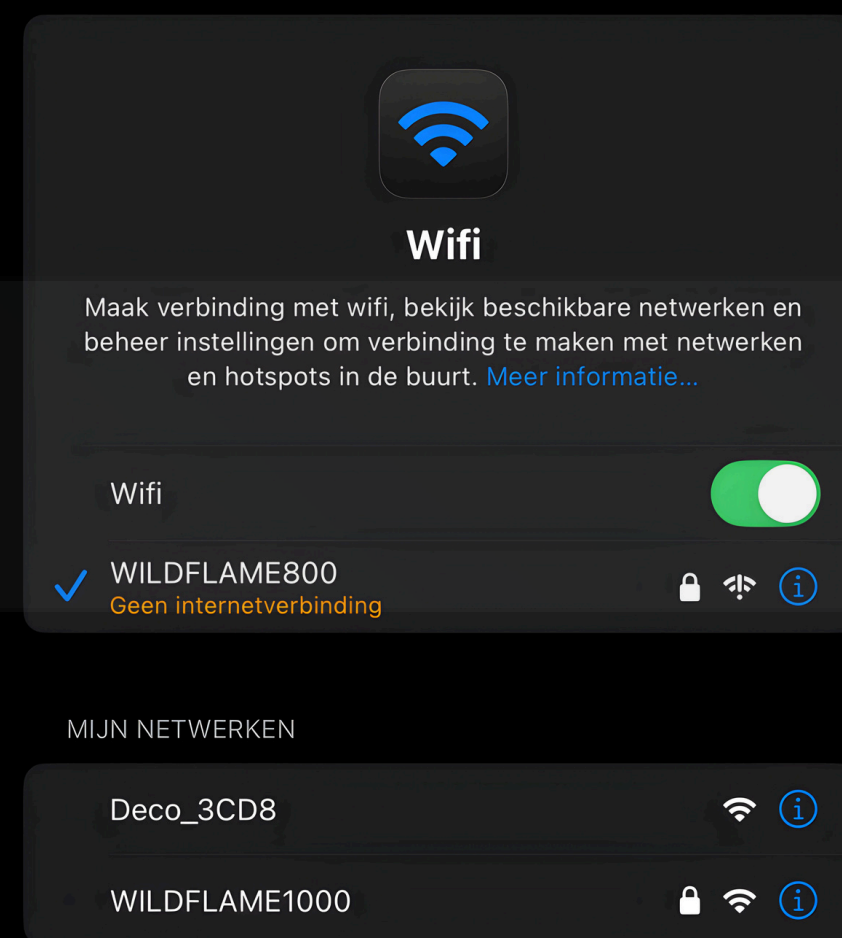 Wifi
Maak verbinding met wifi, bekijk beschikbare netwerken en
beheer instellingen om verbinding te maken met netwerken
en hotspots in de buurt. Meer informatie...
Wifi
WILDFLAME800
Geen internetverbinding
MIJN NETWERKEN
Deco_3CD8
WILDFLAME1000